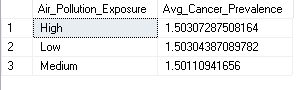 Air_Pollution_Exposure Avg_Cancer_Prevalence
1 High 1.50307287508164
2 Low 1.50304387089782
3 Medium 1.50110941656